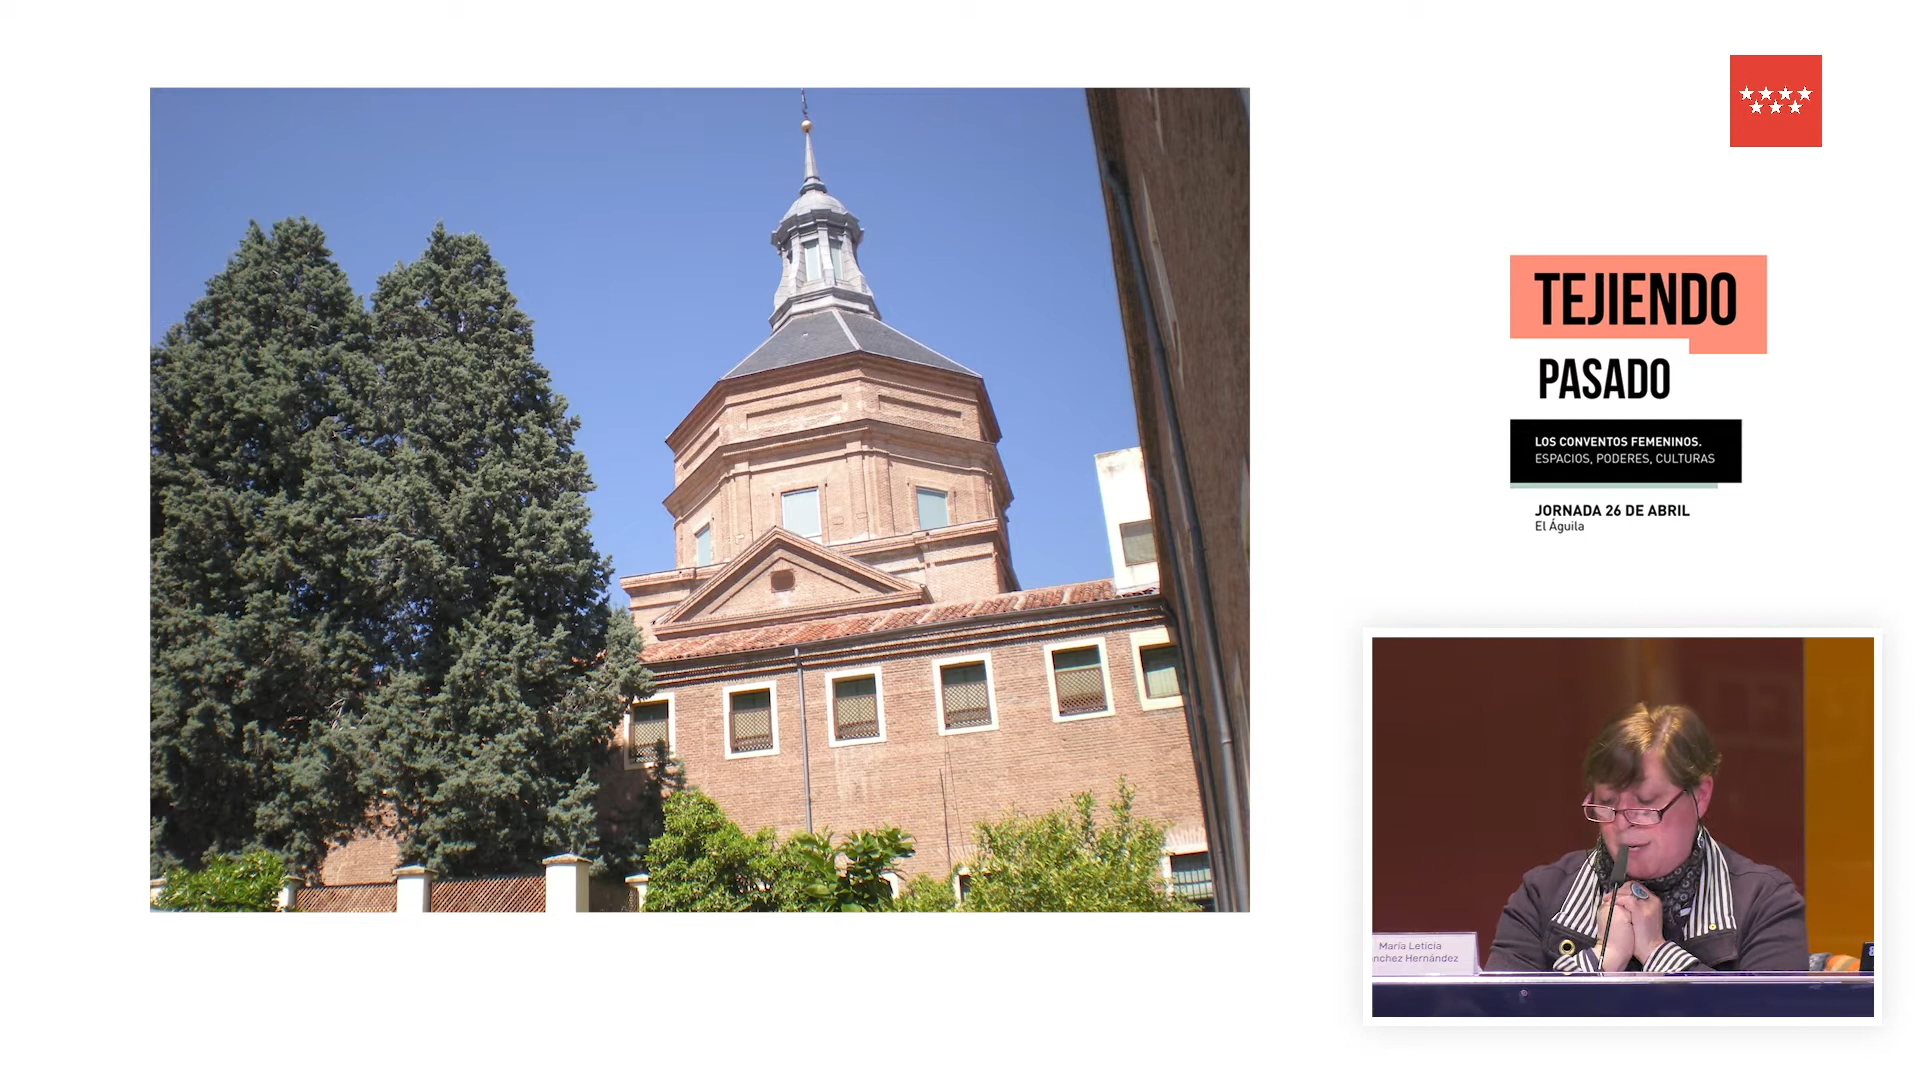 TEJIENDO
PASADO
LOS CONVENTOS FEMENINOS.
ESPACIOS, PODERES, CULTURAS
JORNADA 26 DE ABRIL
El Águila
María Leticia
nchez Hernández